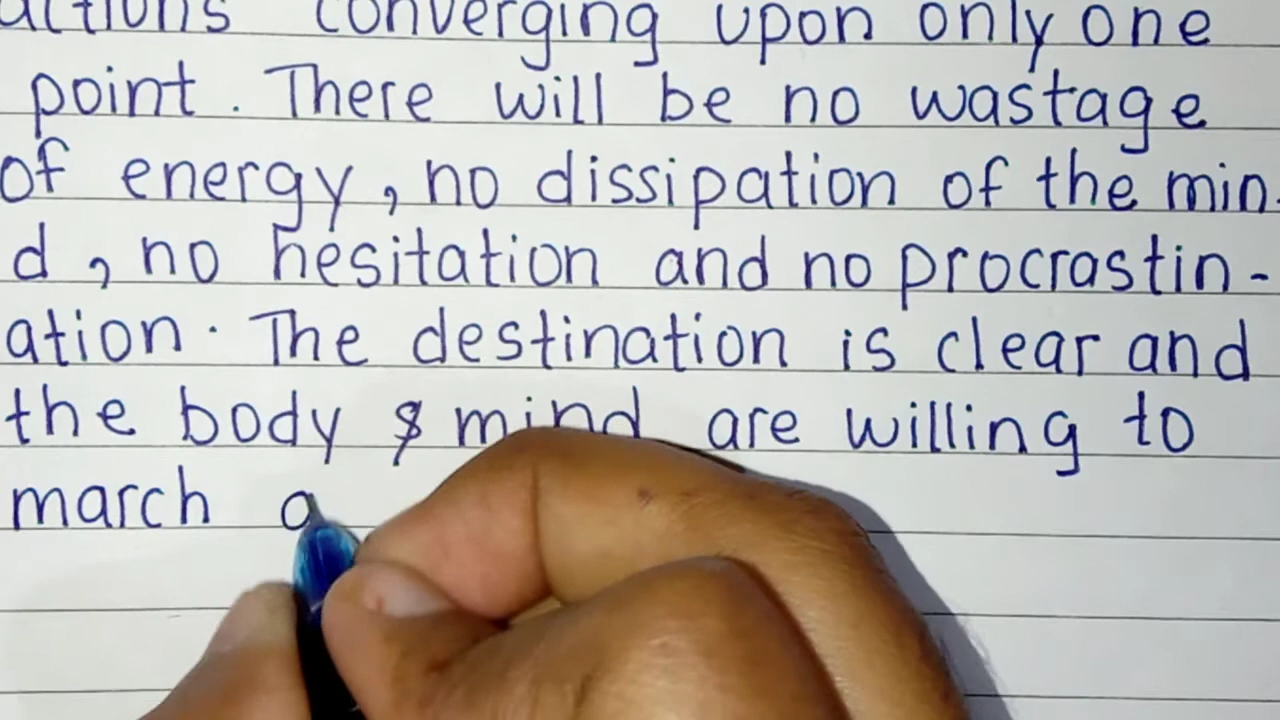 actions converging upon only one
point. There will be no wastage
of energy, no dissipation of the min-
d, no hesitation and no procrastin-
ation. The destination is clear and
the body & mind are willing to
march a